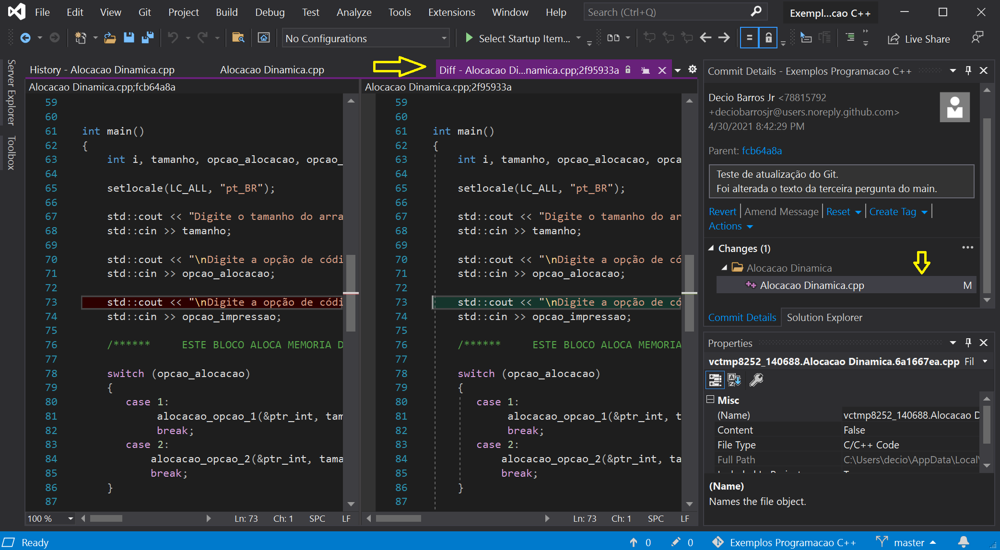 File Edit View Git Project Build Debug Test Analyze Tools Extensions Window Help Search (Ctrl+Q) Exempl...cao C++
No Configurations Select Startup Item... Live Share
Server Explorer
Toolbox
History - Alocacao Dinamica.cpp Alocacao Dinamica.cpp Diff - Alocacao Di...namica.cpp;2f95933a
Alocacao Dinamica.cpp;fcb64a8a
59
60
61 int main()
62 {
63 int i, tamanho, opcao_alocacao, opcao_
64
65 setlocale(LC_ALL, "pt_BR");
66
67 std::cout << "Digite o tamanho do arra
68 std::cin >> tamanho;
69
70 std::cout << "\nDigite a opção de códi
71 std::cin >> opcao_alocacao;
72
73 std::cout << "\nDigite a opção de códi
74 std::cin >> opcao_impressao;
75
76 /****** ESTE BLOCO ALOCA MEMORIA D
77
78 switch (opcao_alocacao)
79 {
80 case 1:
81 alocacao_opcao_1(&ptr_int, tam
82 break;
83 case 2:
84 alocacao_opcao_2(&ptr_int, tama
85 break;
86 }
87
100 % Ln: 73 Ch: 1 SPC LF
Alocacao Dinamica.cpp;2f95933a
59
60
61 int main()
62 {
63 int i, tamanho, opcao_alocacao, opca
64
65 setlocale(LC_ALL, "pt_BR");
66
67 std::cout << "Digite o tamanho do ar
68 std::cin >> tamanho;
69
70 std::cout << "\nDigite a opção de có
71 std::cin >> opcao_alocacao;
72
73 std::cout << "\nDigite a opção de có
74 std::cin >> opcao_impressao;
75
76 /****** ESTE BLOCO ALOCA MEMORIA
77
78 switch (opcao_alocacao)
79 {
80 case 1:
81 alocacao_opcao_1(&ptr_int, t
82 break;
83 case 2:
84 alocacao_opcao_2(&ptr_int, ta
85 break;
86 }
87
Ln: 73 Ch: 1 SPC LF
Commit Details - Exemplos Programacao C++
Decio Barros Jr <78815792
+deciobarrosjr@users.noreply.github.com>
4/30/2021 8:42:29 PM
Parent: fcb64a8a
Teste de atualização do Git.
Foi alterada o texto da terceira pergunta do main.
Revert Amend Message Reset Create Tag
Actions
Changes (1)
Alocacao Dinamica
Alocacao Dinamica.cpp M
Commit Details Solution Explorer
Properties
vctmp8252_140688.Alocacao Dinamica.6a1667ea.cpp Fil
Misc
(Name) vctmp8252_140688.Alocacao D
Content False
File Type C/C++ Code
Full Path C:\Users\decio\AppData\Local\
(Name)
Names the file object.
Ready 0 0 Exemplos Programacao C++ master